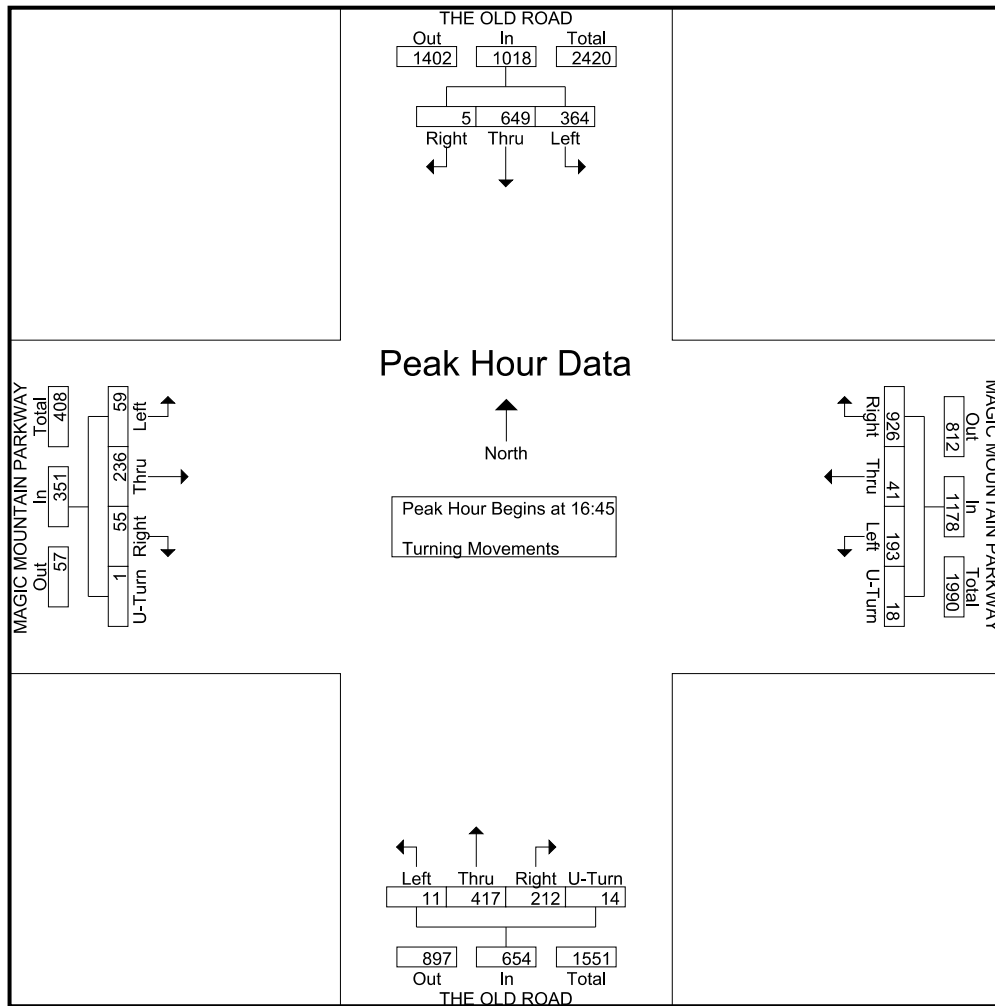 THE OLD ROAD
Out In Total
1402 1018 2420
5 649 364
Right Thru Left
Peak Hour Data
North
Peak Hour Begins at 16:45
Turning Movements
MAGIC MOUNTAIN PARKWAY
Out In Total
57 351 408
1 55 236 59
U-Turn Right Thru Left
MAGIC MOUNTAIN PARKWAY
Out In Total
812 1178 1990
926 41 193 18
Right Thru Left U-Turn
Left Thru Right U-Turn
11 417 212 14
897 654 1551
Out In Total
THE OLD ROAD